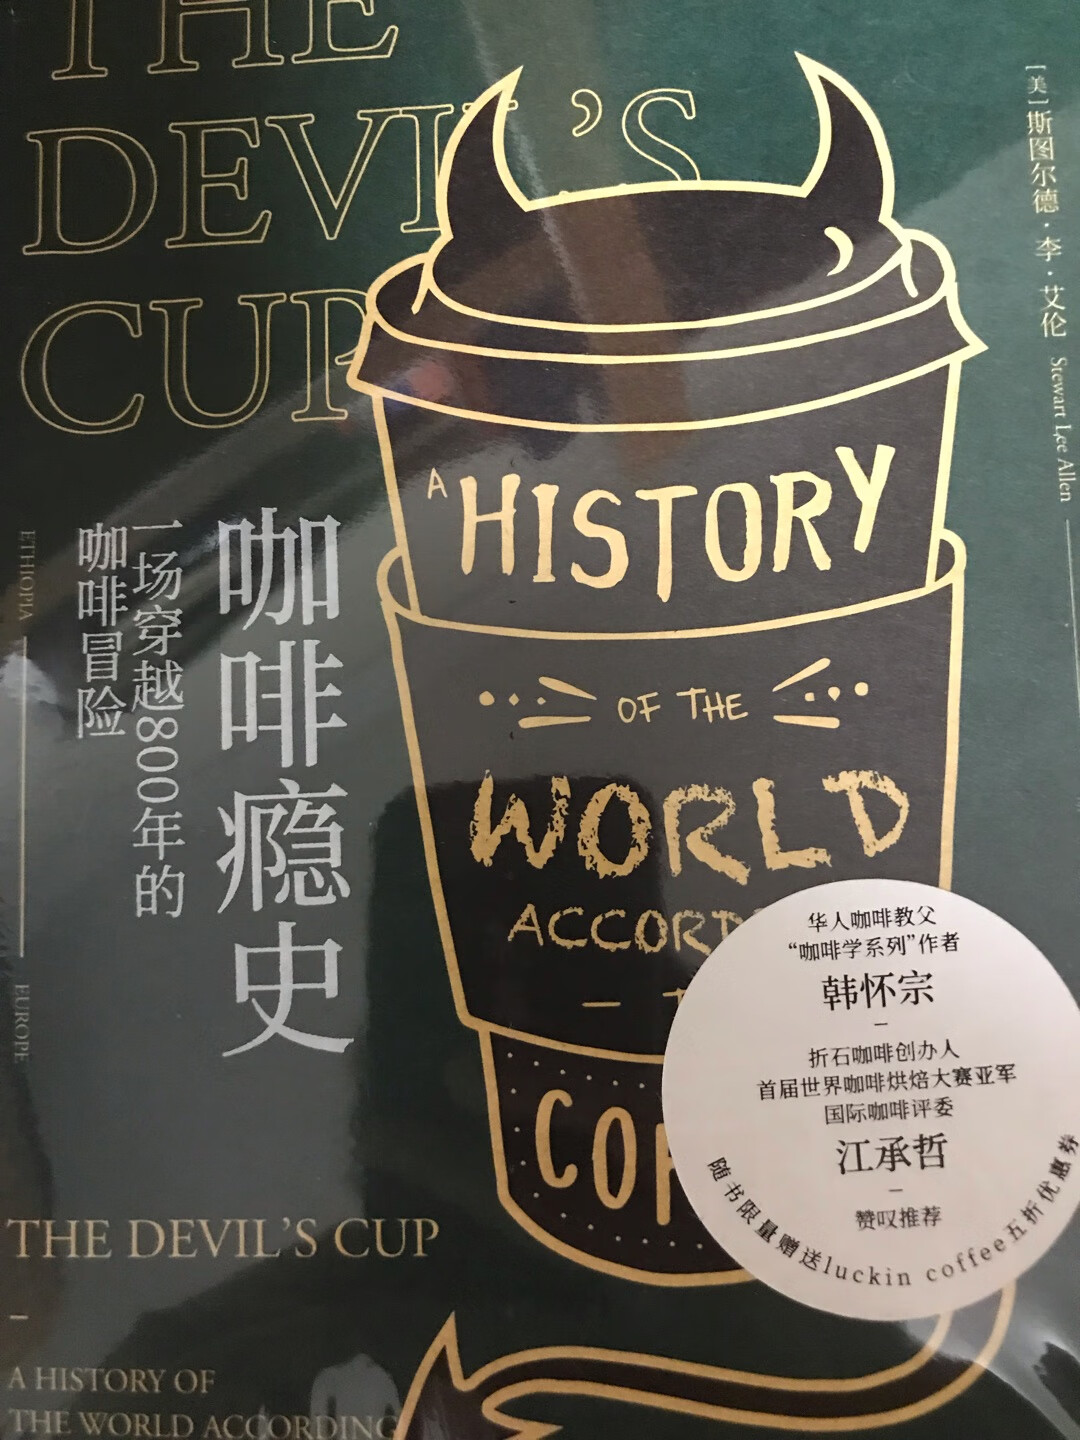 THE
DEVIL'S
CUP
[美]斯图尔德·李·艾伦 Stewart Lee Allen
A HISTORY
OF THE
WORLD
ACCORD
COF
咖啡瘾史
一场穿越800年的
咖啡冒险
ETHIOPIA
EUROPE
华人咖啡教父
“咖啡学系列”作者
韩怀宗
折石咖啡创办人
首届世界咖啡烘焙大赛亚军
国际咖啡评委
江承哲
赞叹推荐
随书限量赠送luckin coffee五折优惠券
THE DEVIL'S CUP
A HISTORY OF
THE WORLD ACCORDING